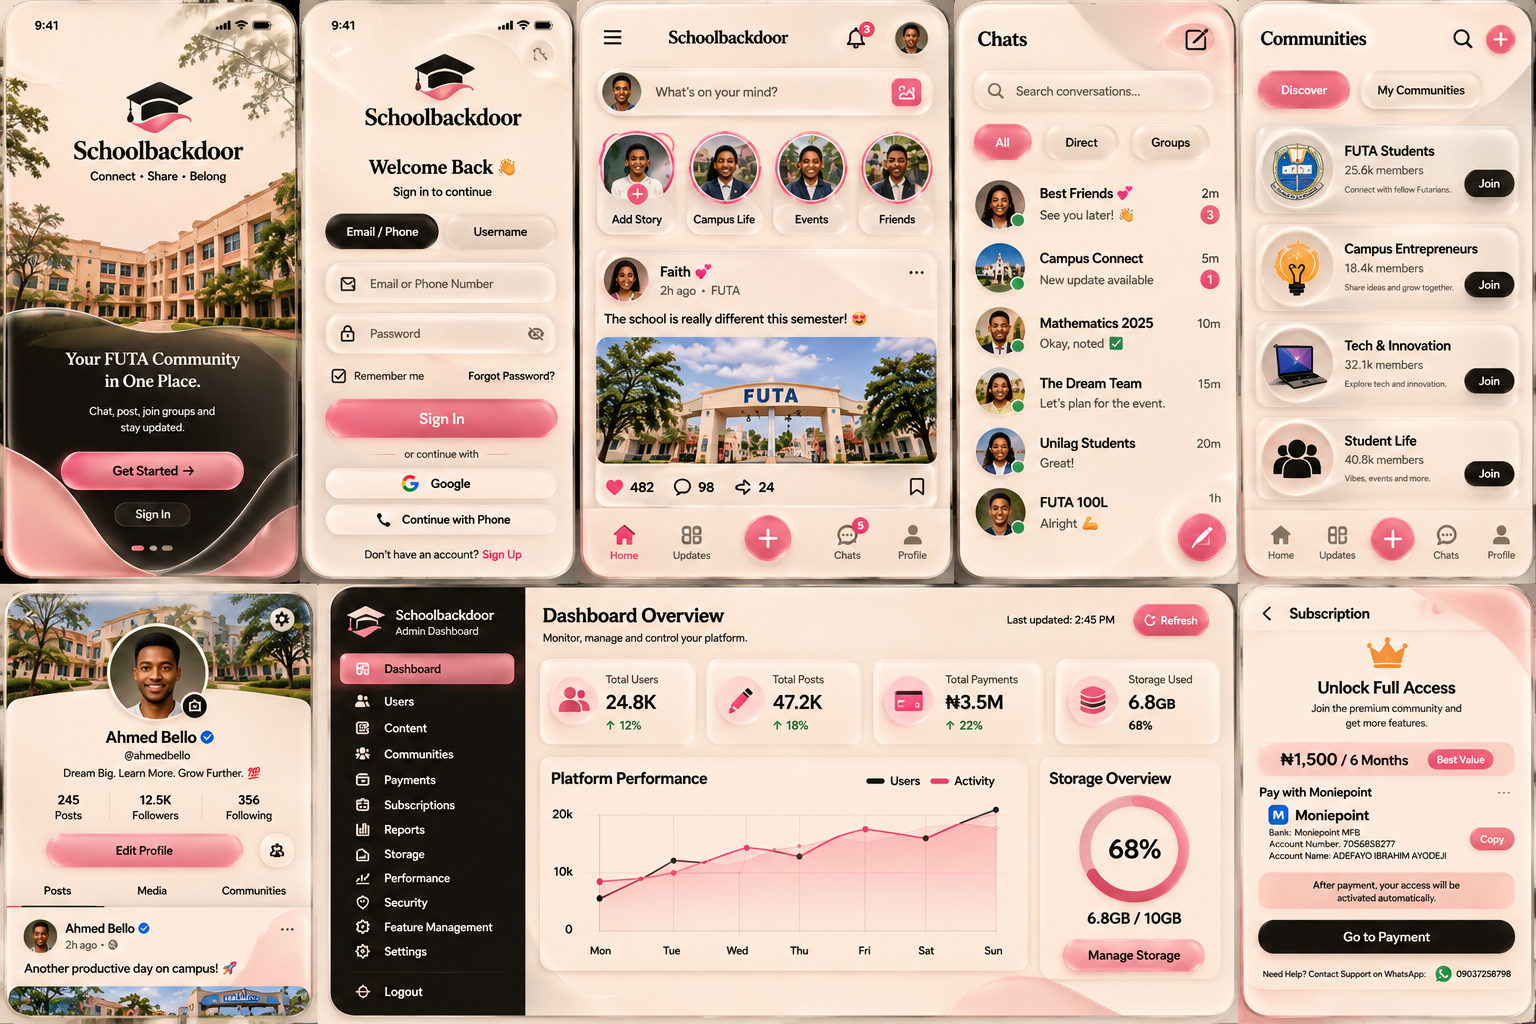 9:41
Schoolbackdoor
Connect • Share • Belong
Your FUTA Community
in One Place.
Chat, post, join groups and
stay updated.
Get Started →
Sign In
9:41
Schoolbackdoor
Welcome Back 👋
Sign in to continue
Email / Phone
Username
Email or Phone Number
Password
Remember me
Forgot Password?
Sign In
or continue with
Google
Continue with Phone
Don't have an account? Sign Up
Schoolbackdoor
3
What's on your mind?
Add Story
Campus Life
Events
Friends
Faith 💕
2h ago • FUTA
The school is really different this semester! 😍
FUTA
482
98
24
Home
Updates
5
Chats
Profile
Chats
Search conversations...
All
Direct
Groups
Best Friends 💕
2m
See you later! 👋
3
Campus Connect
5m
New update available
1
Mathematics 2025
10m
Okay, noted ✅
The Dream Team
15m
Let's plan for the event.
Unilag Students
20m
Great!
FUTA 100L
1h
Alright 💪
Communities
Discover
My Communities
FUTA Students
25.6k members
Connect with fellow Futarians.
Join
Campus Entrepreneurs
18.4k members
Share ideas and grow together.
Join
Tech & Innovation
32.1k members
Explore tech and innovation.
Join
Student Life
40.8k members
Vibes, events and more.
Join
Home
Updates
Chats
Profile
Ahmed Bello
@ahmedbello
Dream Big. Learn More. Grow Further. 💯
245
Posts
12.5K
Followers
356
Following
Edit Profile
Posts
Media
Communities
Ahmed Bello
2h ago •
Another productive day on campus! 🚀
Schoolbackdoor
Admin Dashboard
Dashboard
Users
Content
Communities
Payments
Subscriptions
Reports
Storage
Performance
Security
Feature Management
Settings
Logout
Dashboard Overview
Monitor, manage and control your platform.
Last updated: 2:45 PM
Refresh
Total Users
24.8K
↑ 12%
Total Posts
47.2K
↑ 18%
Total Payments
₦3.5M
↑ 22%
Storage Used
6.8GB
68%
Platform Performance
Users
Activity
20k
10k
0
Mon
Tue
Wed
Thu
Fri
Sat
Sun
Storage Overview
68%
6.8GB / 10GB
Manage Storage
Subscription
Unlock Full Access
Join the premium community and
get more features.
₦1,500 / 6 Months
Best Value
Pay with Moniepoint
M
Moniepoint
Bank: Moniepoint MFB
Account Number:
Account Name: ADEFAYO IBRAHIM AYODEJI
Copy
After payment, your access will be
activated automatically.
Go to Payment
Need Help? Contact Support on WhatsApp:
09037258798